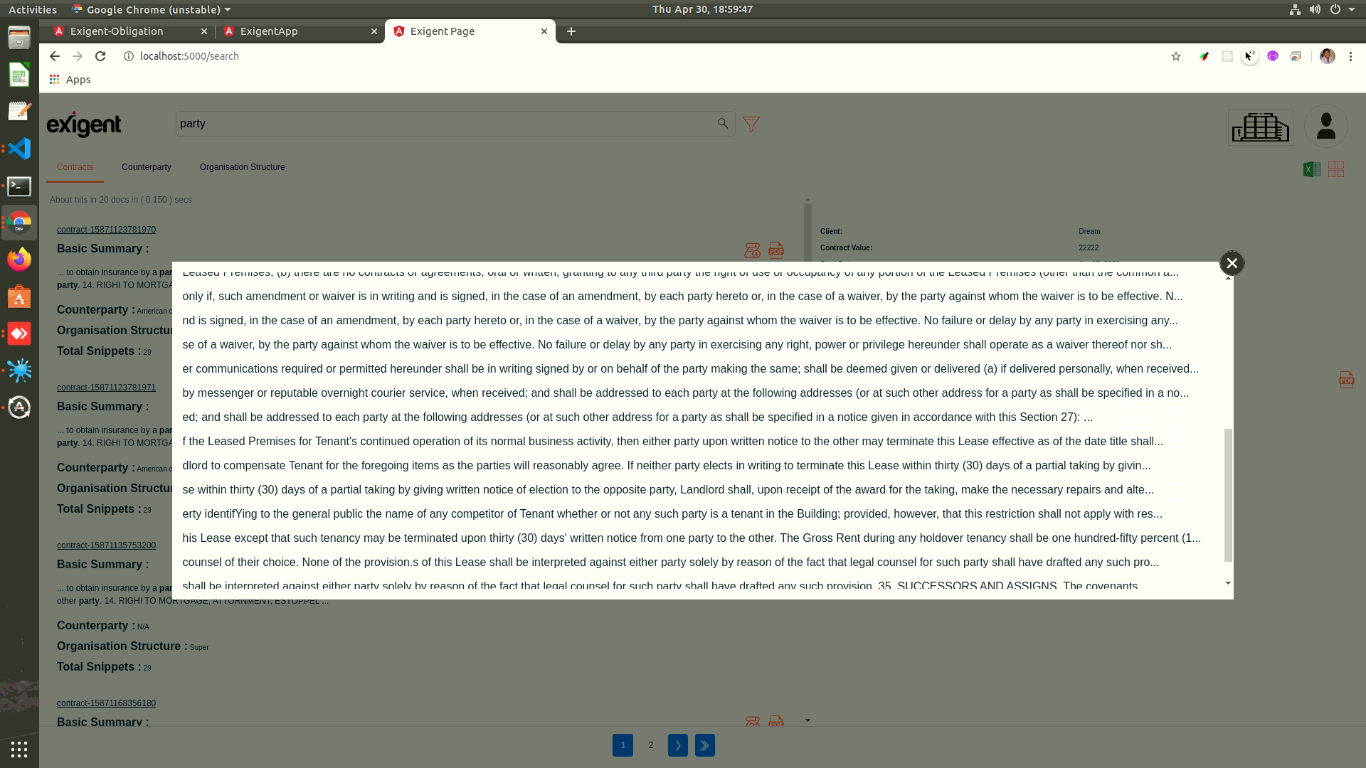 Activities Google Chrome (unstable) Thu Apr 30, 18:59:47
Exigent-Obligation ExigentApp Exigent Page
localhost:5000/search
Apps
exigent party
Contracts Counterparty Organisation Structure
About hits in 20 docs in ( 0.150 ) secs
contract-15871123781970
Basic Summary :
Client: Dream
Contract Value: 22222
... to obtain insurance by a par
party. 14. RIGHI TO MORTGA
Counterparty : American c
Organisation Structu
Total Snippets : 29
contract-15871123781971
Basic Summary :
... to obtain insurance by a par
party. 14. RIGHI TO MORTGA
Counterparty : American c
Organisation Structu
Total Snippets : 29
contract-15871135753200
Basic Summary :
... to obtain insurance by a par
other party. 14. RIGHI TO MORTGAGE, ATTORNMENT, ESTOPPEL ...
Counterparty : N/A
Organisation Structure : Super
Total Snippets : 29
contract-15871168356180
Basic Summary :
Leased Premises; (b) there are no contracts or agreements, oral or written, granting to any third party the right of use or occupancy of any portion of the Leased Premises (other than the common a...
only if, such amendment or waiver is in writing and is signed, in the case of an amendment, by each party hereto or, in the case of a waiver, by the party against whom the waiver is to be effective. N...
nd is signed, in the case of an amendment, by each party hereto or, in the case of a waiver, by the party against whom the waiver is to be effective. No failure or delay by any party in exercising any...
se of a waiver, by the party against whom the waiver is to be effective. No failure or delay by any party in exercising any right, power or privilege hereunder shall operate as a waiver thereof nor sh...
er communications required or permitted hereunder shall be in writing signed by or on behalf of the party making the same; shall be deemed given or delivered (a) if delivered personally, when received...
by messenger or reputable overnight courier service, when received; and shall be addressed to each party at the following addresses (or at such other address for a party as shall be specified in a no...
ed; and shall be addressed to each party at the following addresses (or at such other address for a party as shall be specified in a notice given in accordance with this Section 27): ...
f the Leased Premises for Tenant's continued operation of its normal business activity, then either party upon written notice to the other may terminate this Lease effective as of the date title shall...
dlord to compensate Tenant for the foregoing items as the parties will reasonably agree. If neither party elects in writing to terminate this Lease within thirty (30) days of a partial taking by givin...
se within thirty (30) days of a partial taking by giving written notice of election to the opposite party, Landlord shall, upon receipt of the award for the taking, make the necessary repairs and alte...
erty identifYing to the general public the name of any competitor of Tenant whether or not any such party is a tenant in the Building; provided, however, that this restriction shall not apply with res...
his Lease except that such tenancy may be terminated upon thirty (30) days' written notice from one party to the other. The Gross Rent during any holdover tenancy shall be one hundred-fifty percent (1...
counsel of their choice. None of the provision.s of this Lease shall be interpreted against either party solely by reason of the fact that legal counsel for such party shall have drafted any such pro...
shall be interpreted against either party solely by reason of the fact that legal counsel for such party shall have drafted any such provision. 35. SUCCESSORS AND ASSIGNS. The covenants
1 2